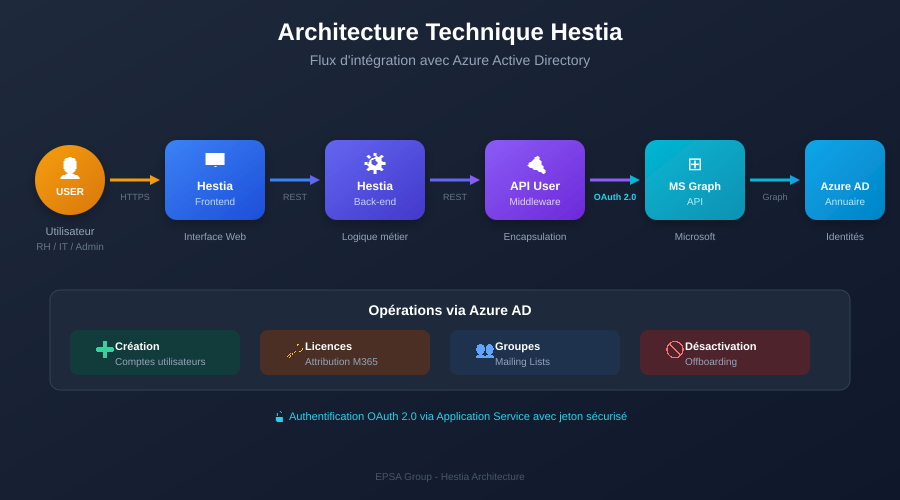 Architecture Technique Hestia
Flux d'intégration avec Azure Active Directory
USER
HTTPS
Hestia
Frontend
REST
Hestia
Back-end
REST
API User
Middleware
OAuth 2.0
MS Graph
API
Graph
Azure AD
Annuaire
Utilisateur
RH / IT / Admin
Interface Web
Logique métier
Encapsulation
Microsoft
Identités
Opérations via Azure AD
Création
Comptes utilisateurs
Licences
Attribution M365
Groupes
Mailing Lists
Désactivation
Offboarding
Authentification OAuth 2.0 via Application Service avec jeton sécurisé
EPSA Group - Hestia Architecture